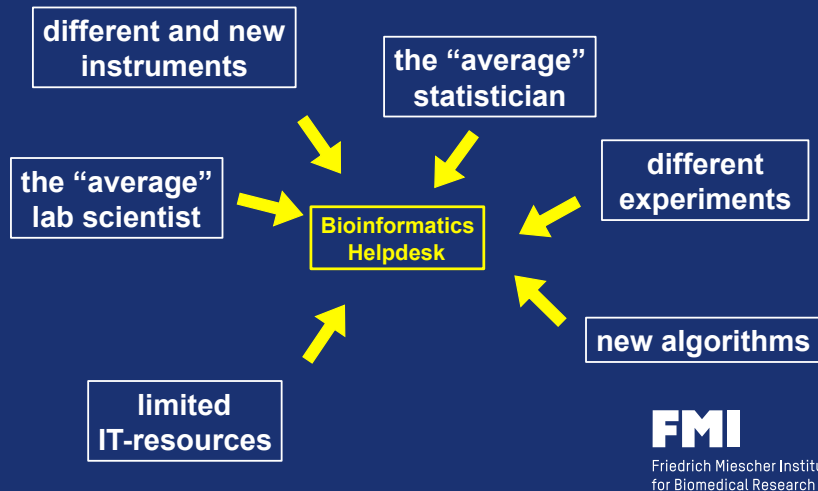 different and new
instruments
the “average”
statistician
the “average”
lab scientist
different
experiments
Bioinformatics
Helpdesk
new algorithms
limited
IT-resources
FMI
Friedrich Miescher Institu
for Biomedical Research